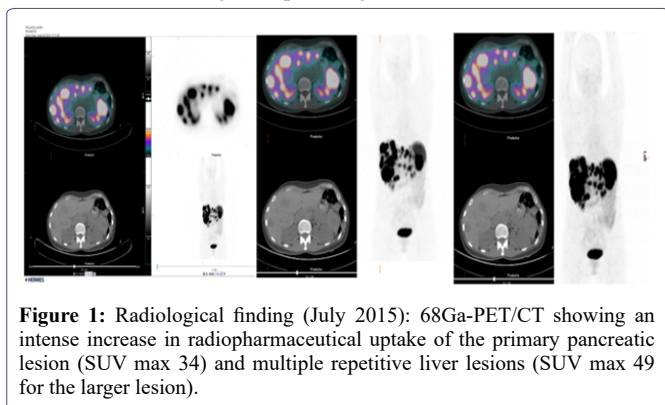 Figure 1: Radiological finding (July 2015): 68Ga-PET/CT showing an
intense increase in radiopharmaceutical uptake of the primary pancreatic
lesion (SUV max 34) and multiple repetitive liver lesions (SUV max 49
for the larger lesion).